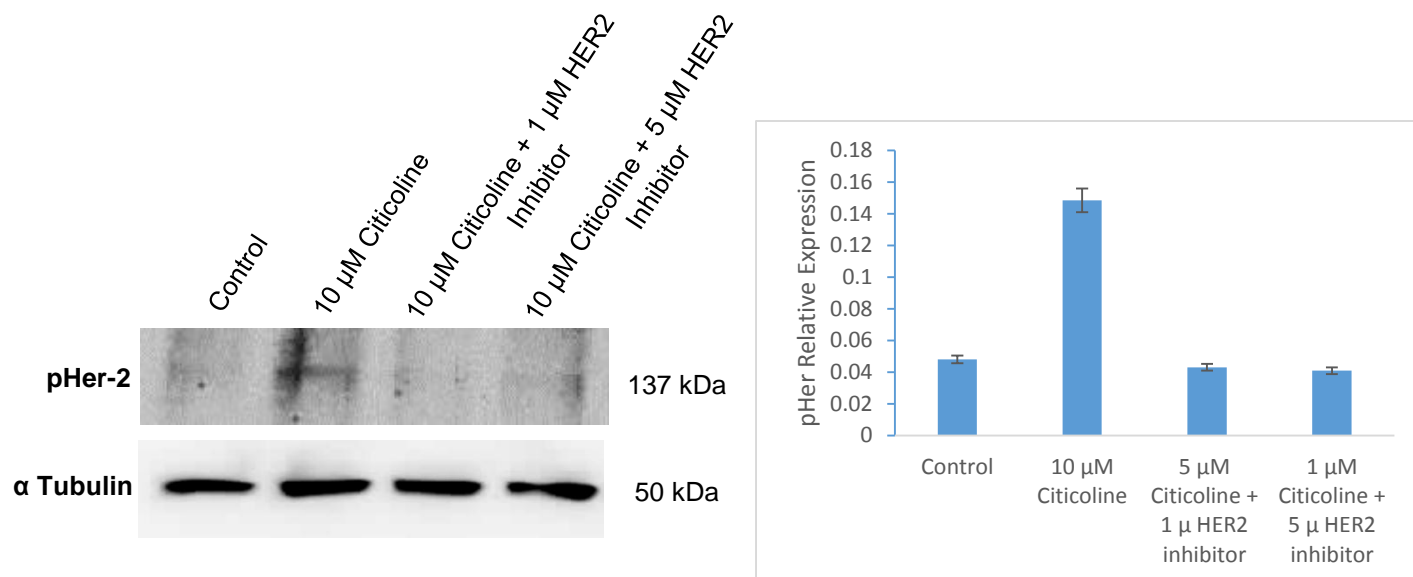 Control
10 µM Citicoline
10 µM Citicoline + 1 µM HER2
Inhibitor
10 µM Citicoline + 5 µM HER2
Inhibitor
pHer-2
137 kDa
α Tubulin
50 kDa
pHer Relative Expression
0.18
0.16
0.14
0.12
0.1
0.08
0.06
0.04
0.02
0
Control
10 µM
Citicoline
5 µM
Citicoline +
1 µ HER2
inhibitor
1 µM
Citicoline +
5 µ HER2
inhibitor